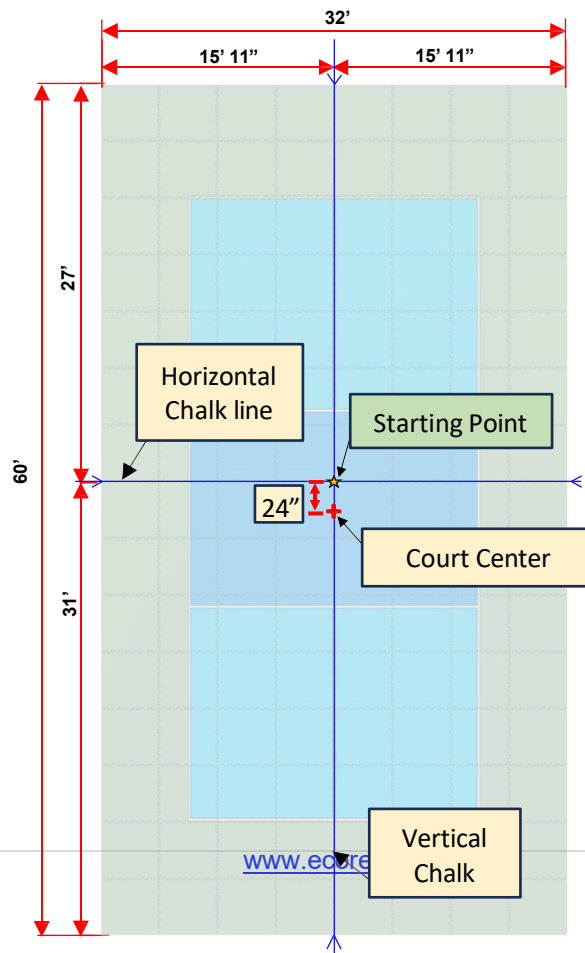 32’
15’ 11”
15’ 11”
27’
Horizontal
Chalk line
Starting Point
60’
24”
Court Center
31’
Vertical
Chalk
www.ecore